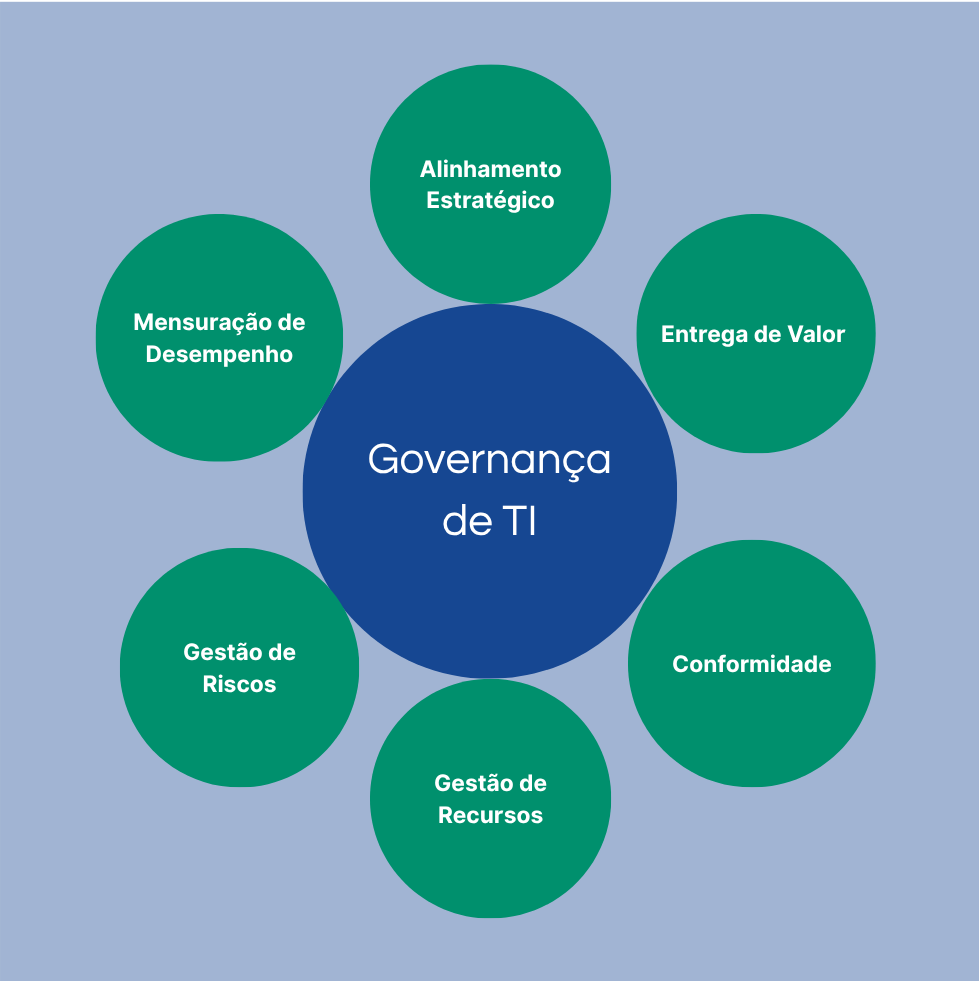 Alinhamento
Estratégico
Mensuração de
Desempenho
Entrega de Valor
Governança
de TI
Gestão de
Riscos
Conformidade
Gestão de
Recursos